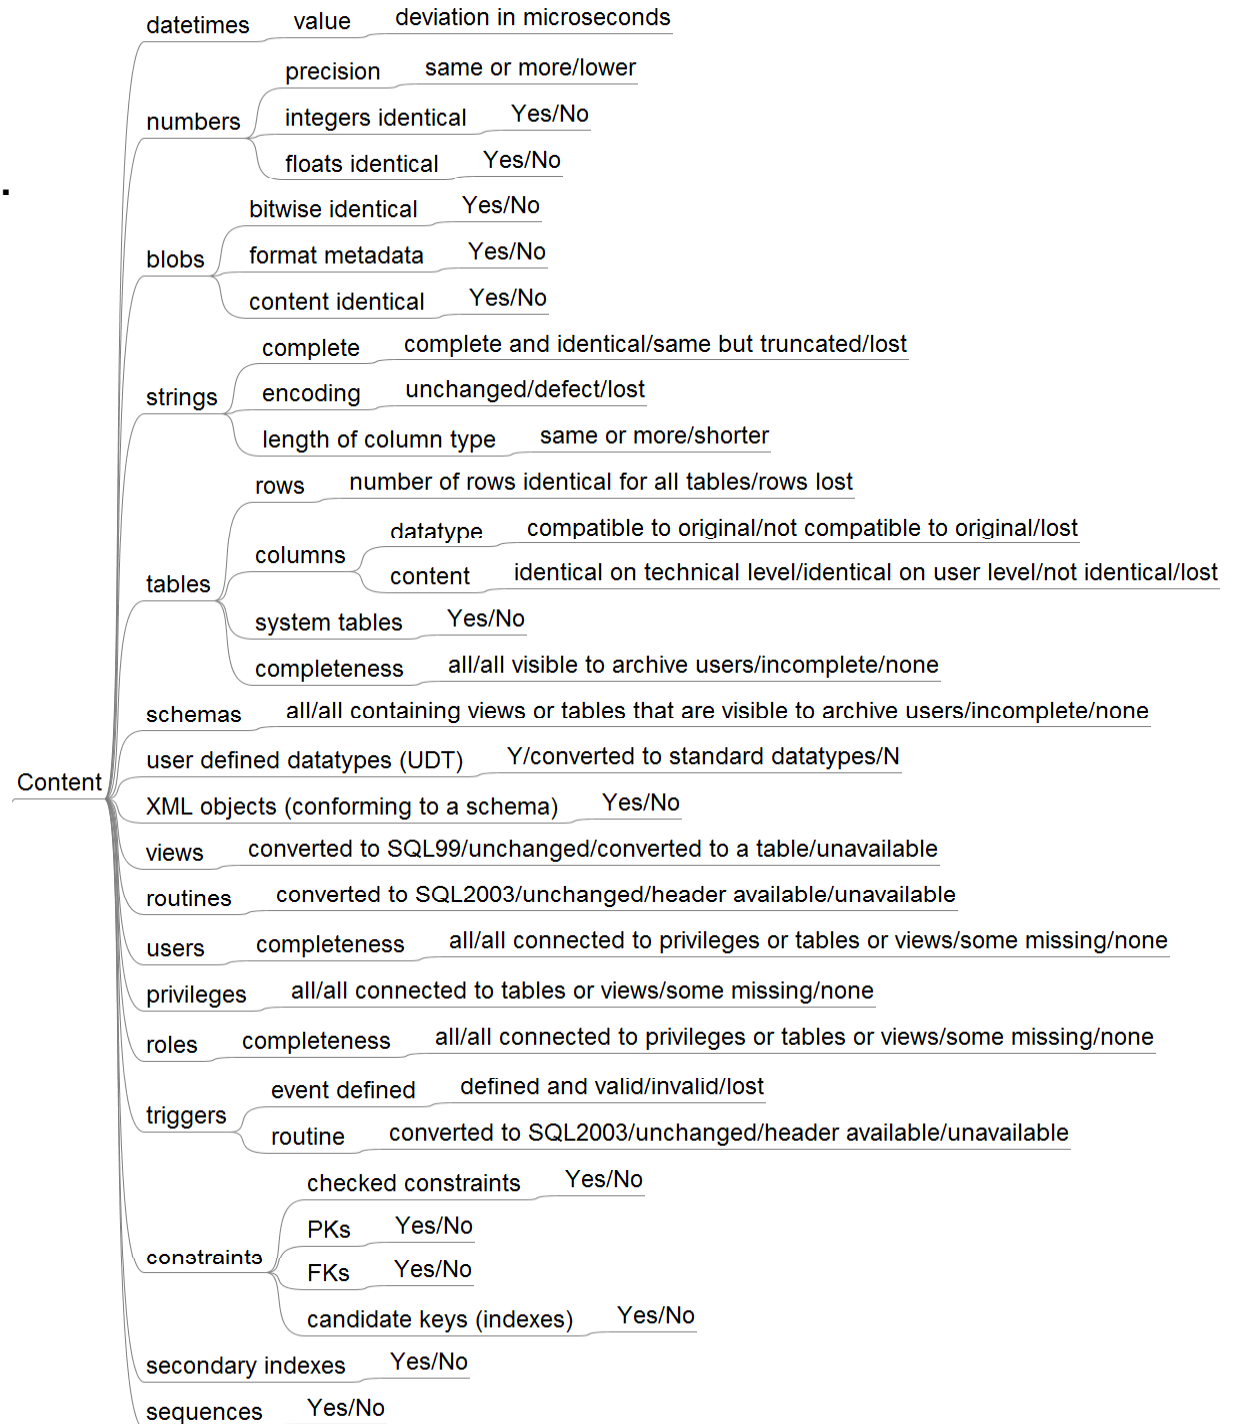 datetimes value deviation in microseconds
precision same or more/lower
numbers integers identical Yes/No
floats identical Yes/No
.
bitwise identical Yes/No
blobs format metadata Yes/No
content identical Yes/No
complete complete and identical/same but truncated/lost
strings encoding unchanged/defect/lost
length of column type same or more/shorter
rows number of rows identical for all tables/rows lost
datatype compatible to original/not compatible to original/lost
columns
content identical on technical level/identical on user level/not identical/lost
tables
system tables Yes/No
completeness all/all visible to archive users/incomplete/none
schemas all/all containing views or tables that are visible to archive users/incomplete/none
user defined datatypes (UDT) Y/converted to standard datatypes/N
Content
XML objects (conforming to a schema) Yes/No
views converted to SQL99/unchanged/converted to a table/unavailable
routines converted to SQL2003/unchanged/header available/unavailable
users completeness all/all connected to privileges or tables or views/some missing/none
privileges all/all connected to tables or views/some missing/none
roles completeness all/all connected to privileges or tables or views/some missing/none
event defined defined and valid/invalid/lost
triggers
routine converted to SQL2003/unchanged/header available/unavailable
checked constraints Yes/No
PKs Yes/No
constraints
FKs Yes/No
candidate keys (indexes) Yes/No
secondary indexes Yes/No
sequences Yes/No